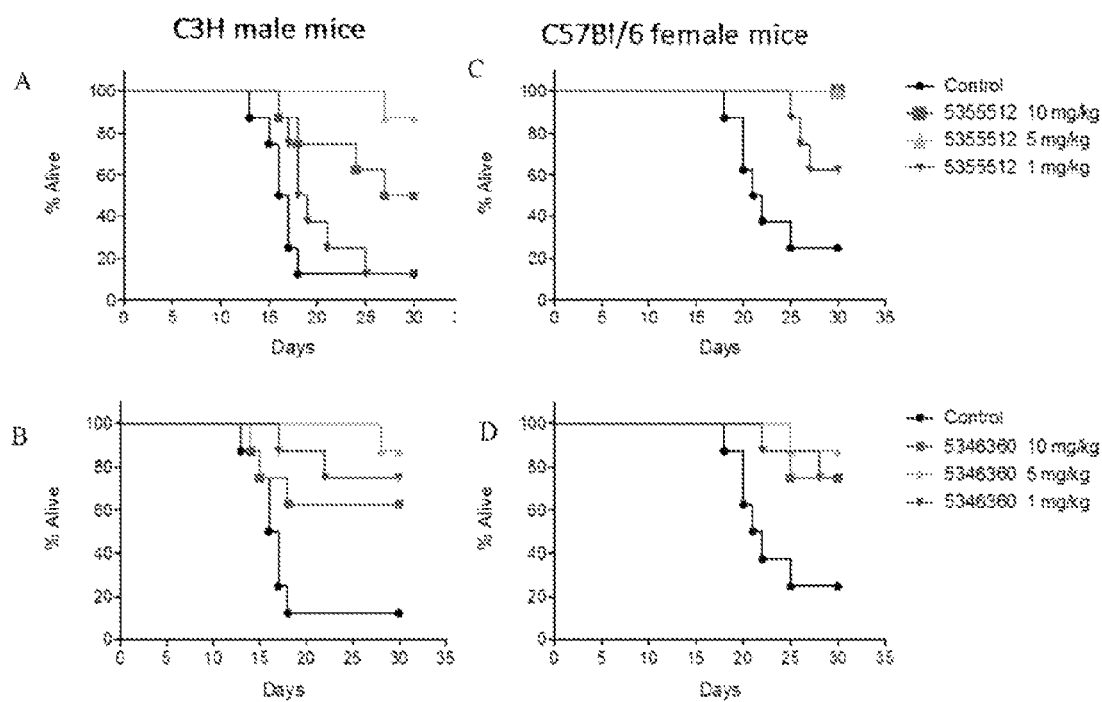 C3H male mice
C57Bl/6 female mice
A
% Alive
100
80
60
40
20
0
0 5 10 15 20 25 30
Days
C
% Alive
100
80
60
40
20
0
0 5 10 15 20 25 30 35
Days
Control
5355512 10 mg/kg
5355512 5 mg/kg
5355512 1 mg/kg
B
% Alive
100
80
60
40
20
0
0 5 10 15 20 25 30 35
Days
D
% Alive
100
80
60
40
20
0
0 5 10 15 20 25 30 35
Days
Control
5346360 10 mg/kg
5346360 5 mg/kg
5346360 1 mg/kg